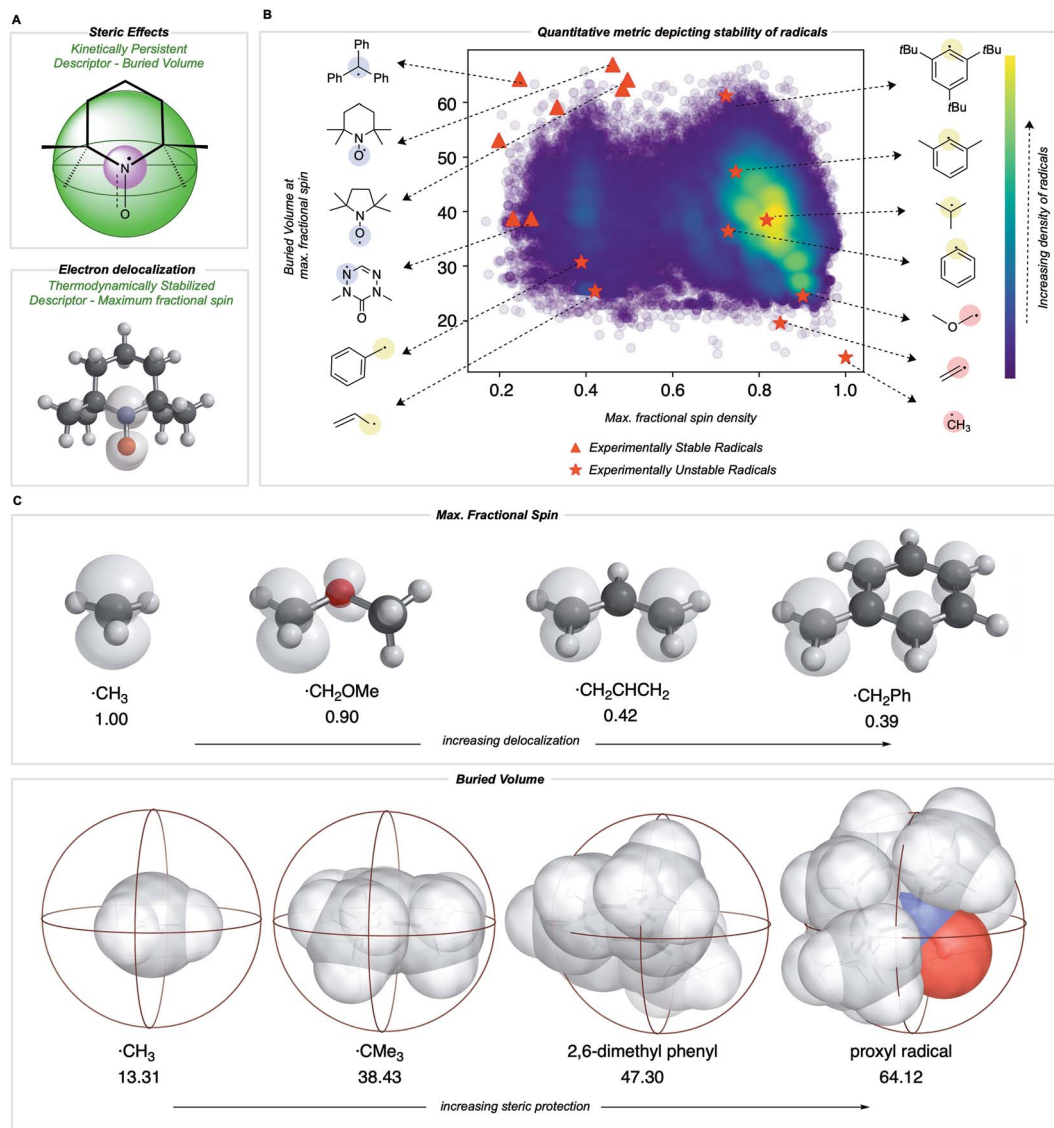 A
Steric Effects
Kinetically Persistent
Descriptor - Buried Volume
N
O
Electron delocalization
Thermodynamically Stabilized
Descriptor - Maximum fractional spin
B
Quantitative metric depicting stability of radicals
Ph
Ph
Ph
N
O
N
O
N
N
N
N
O
Buried Volume at
max. fractional spin
60
50
40
30
20
0.2
0.4
0.6
0.8
1.0
Max. fractional spin density
Experimentally Stable Radicals
Experimentally Unstable Radicals
tBu
tBu
tBu
O
CH₃
Increasing density of radicals
C
Max. Fractional Spin
·CH₃
1.00
·CH₂OMe
0.90
·CH₂CHCH₂
0.42
·CH₂Ph
0.39
increasing delocalization
Buried Volume
·CH₃
13.31
·CMe₃
38.43
2,6-dimethyl phenyl
47.30
proxyl radical
64.12
increasing steric protection